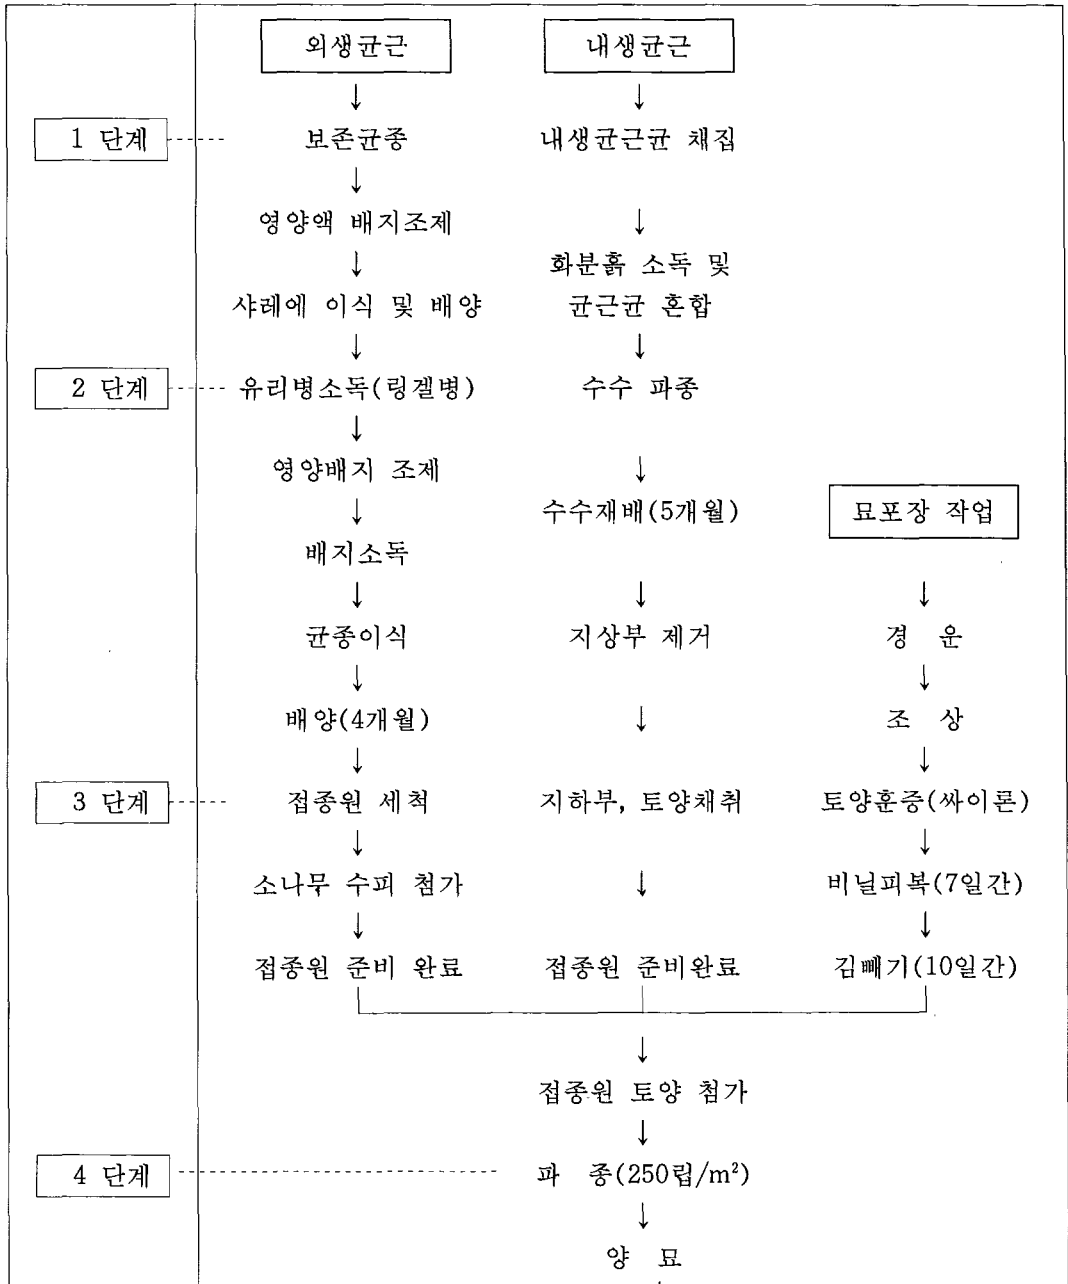 외생균근 내생균근
1 단계 보존균종 내생균근균 채집
영양액 배지조제
화분흙 소독 및
샤레에 이식 및 배양 균근균 혼합
2 단계 유리병소독(링겔병) 수수 파종
영양배지 조제
수수재배(5개월) 묘포장 작업
배지소독
균종이식 지상부 제거 경 운
배양(4개월) 조 상
3 단계 접종원 세척 지하부, 토양채취 토양훈증(싸이론)
소나무 수피 첨가 비닐피복(7일간)
접종원 준비 완료 접종원 준비완료 김빼기(10일간)
접종원 토양 첨가
4 단계 파 종(250립/m²)
양 묘